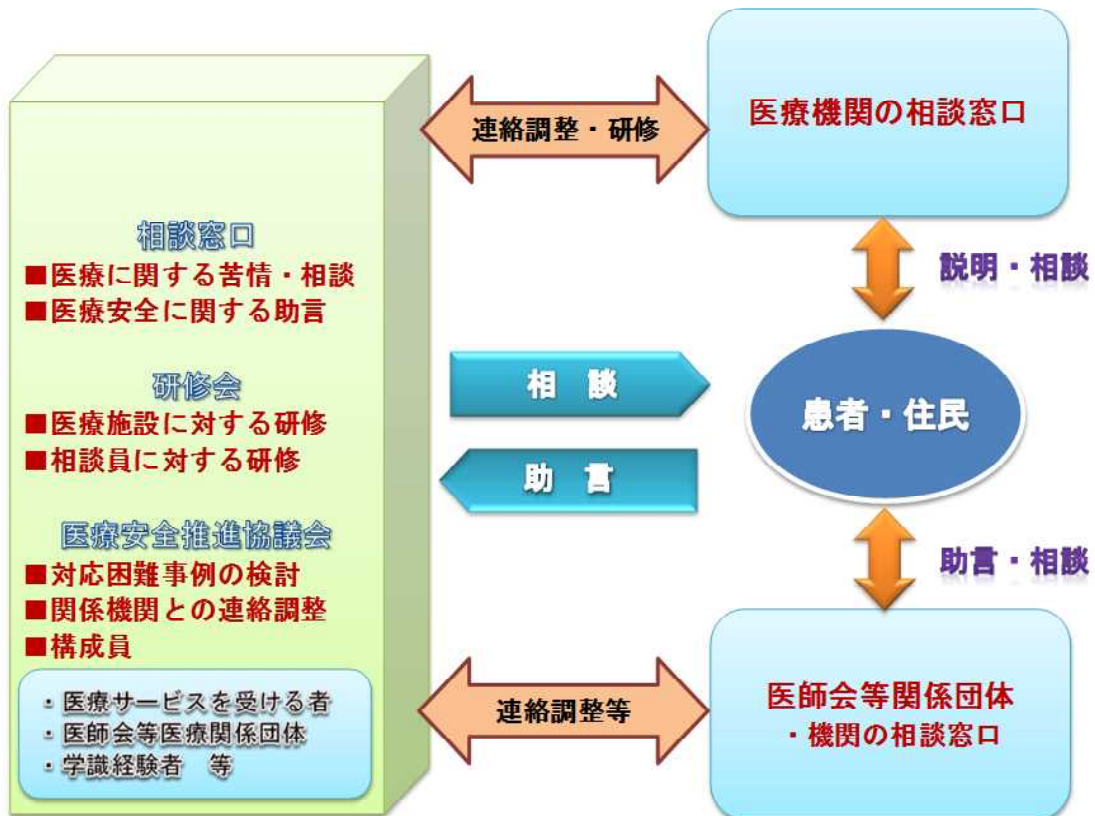 相談窓口
■医療に関する苦情・相談
■医療安全に関する助言
研修会
■医療施設に対する研修
■相談員に対する研修
医療安全推進協議会
■対応困難事例の検討
■関係機関との連絡調整
■構成員
・医療サービスを受ける者
・医師会等医療関係団体
・学識経験者　等
連絡調整・研修
相　談
助　言
連絡調整等
医療機関の相談窓口
説明・相談
患者・住民
助言・相談
医師会等関係団体
・機関の相談窓口